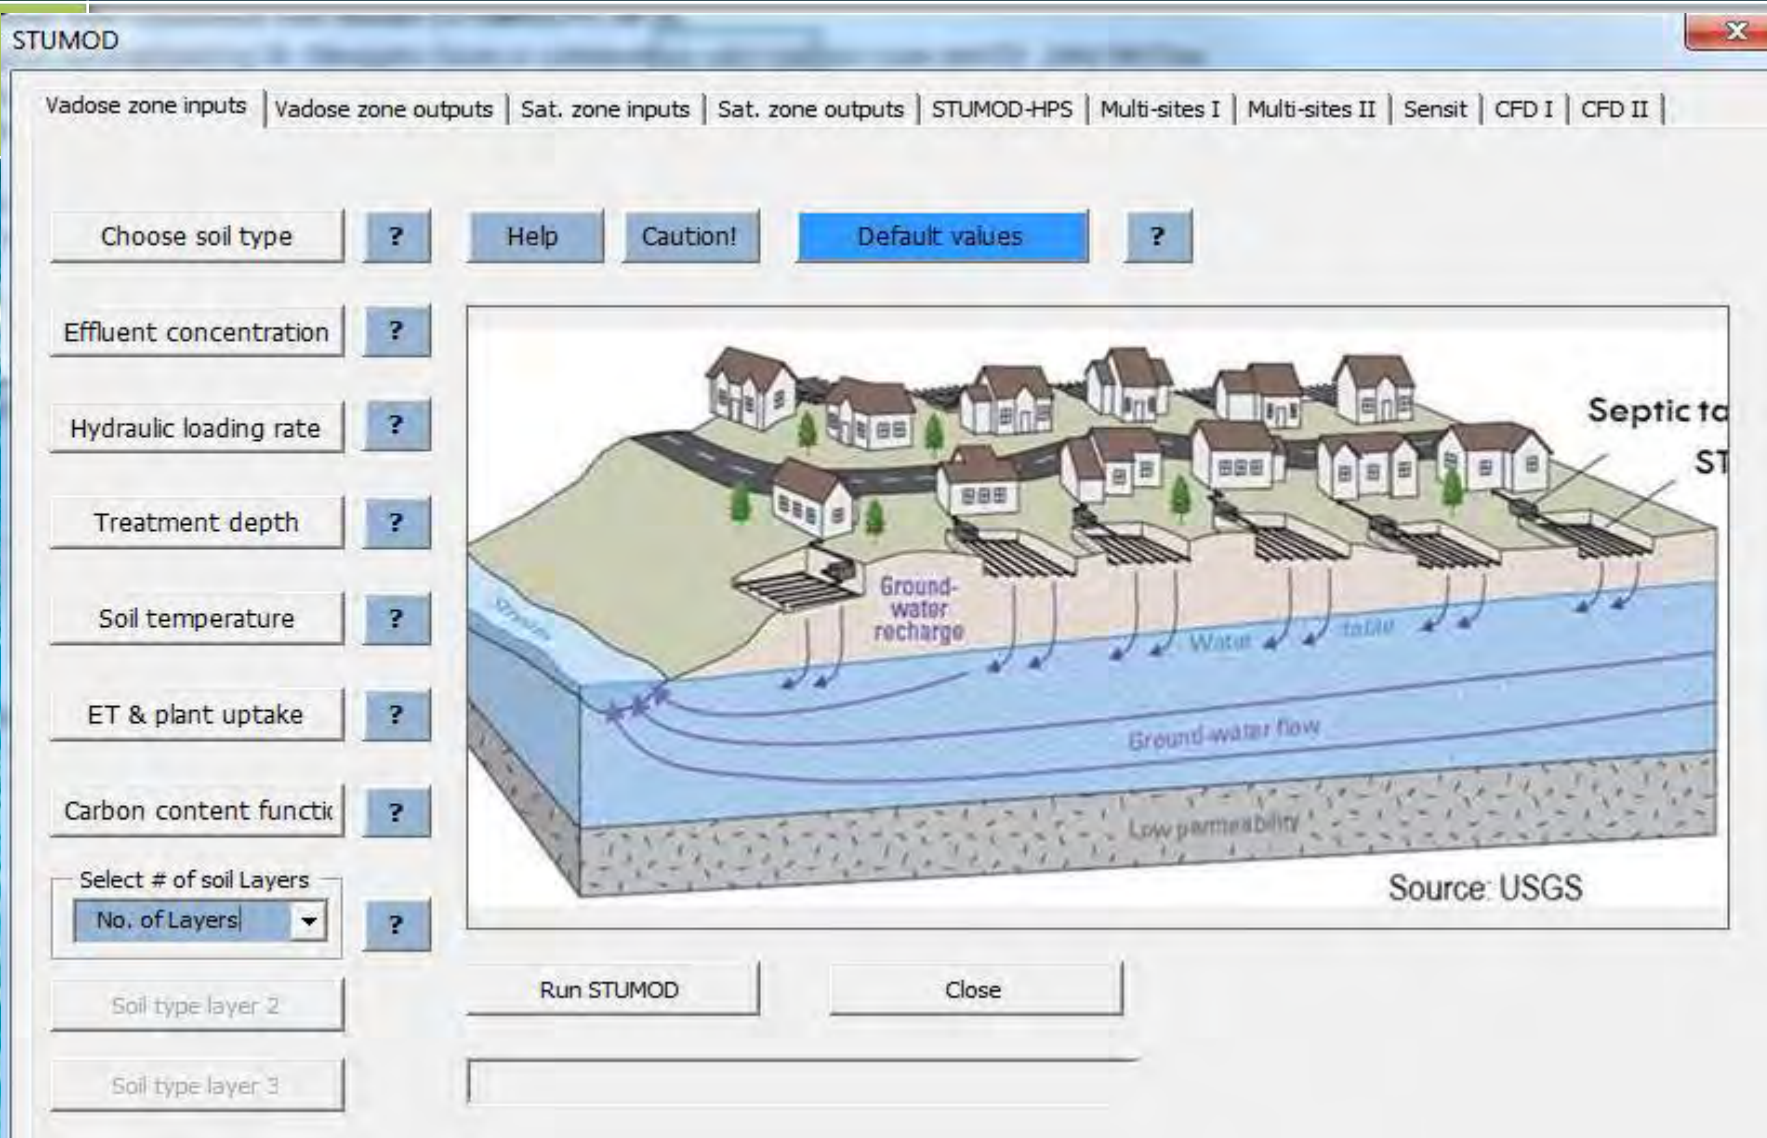 STUMOD
x
Vadose zone inputs
Vadose zone outputs
Sat. zone inputs
Sat. zone outputs
STUMOD-HPS
Multi-sites I
Multi-sites II
Sensit
CFD I
CFD II
Choose soil type
?
Help
Caution!
Default values
?
Effluent concentration
?
Hydraulic loading rate
?
Treatment depth
?
Soil temperature
?
ET & plant uptake
?
Carbon content functi
?
Select # of soil Layers
No. of Layers
?
Soil type layer 2
Soil type layer 3
Septic ta
ST
Ground-
water
recharge
Stream
Water table
Ground-water flow
Low permeability
Source: USGS
Run STUMOD
Close